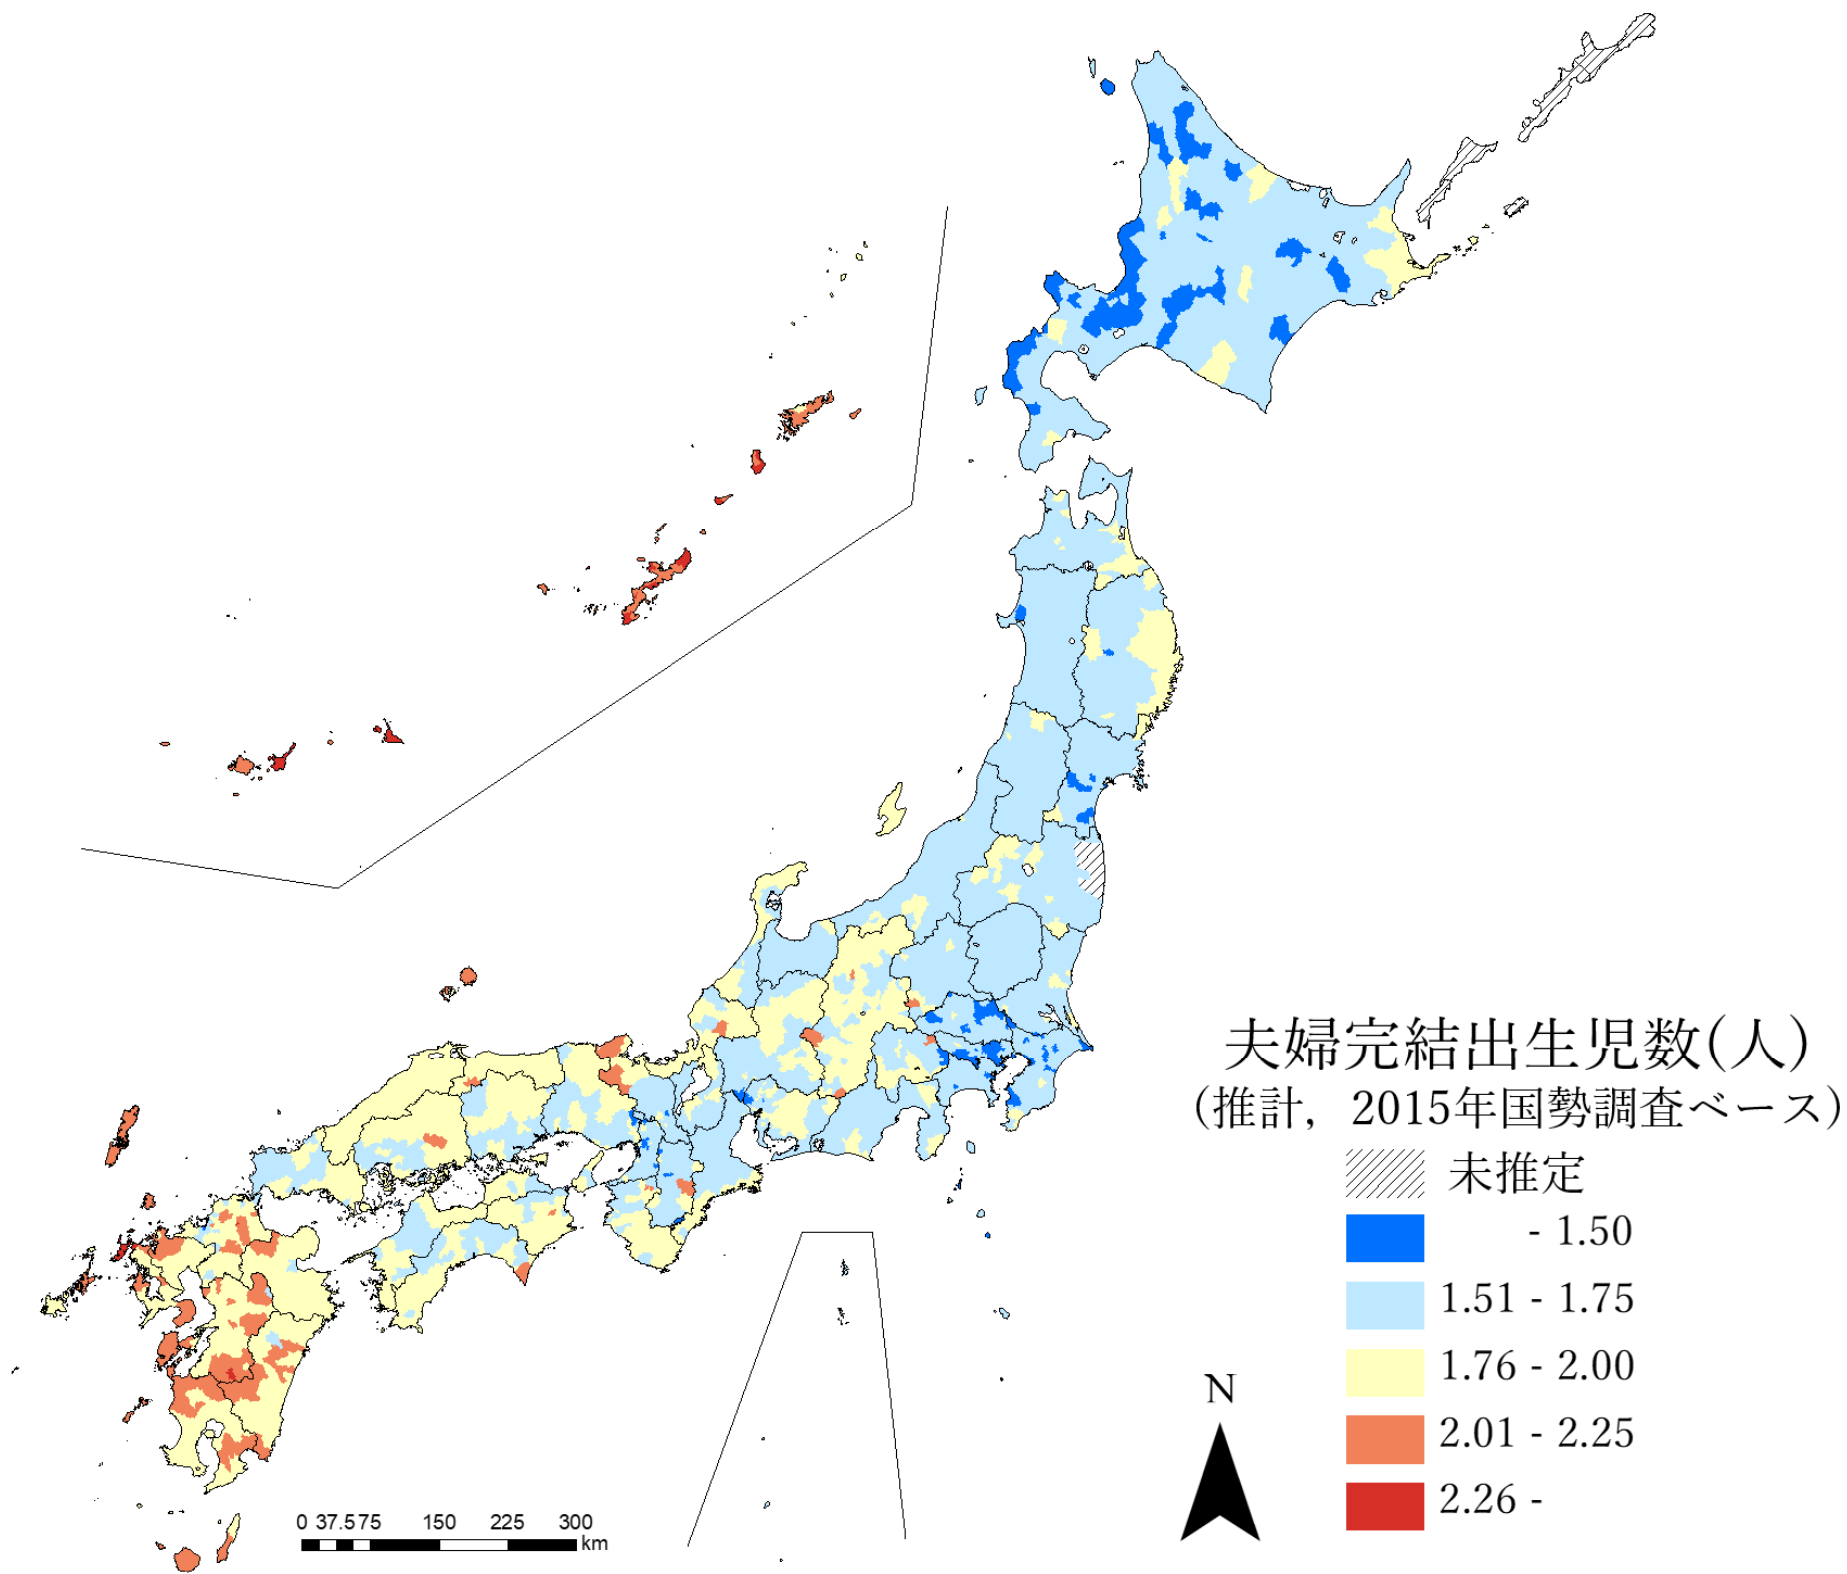 夫婦完結出生児数(人)
(推計，2015年国勢調査ベース)
未推定
- 1.50
1.51 - 1.75
1.76 - 2.00
2.01 - 2.25
2.26 -
N
0 37.575 150 225 300
km